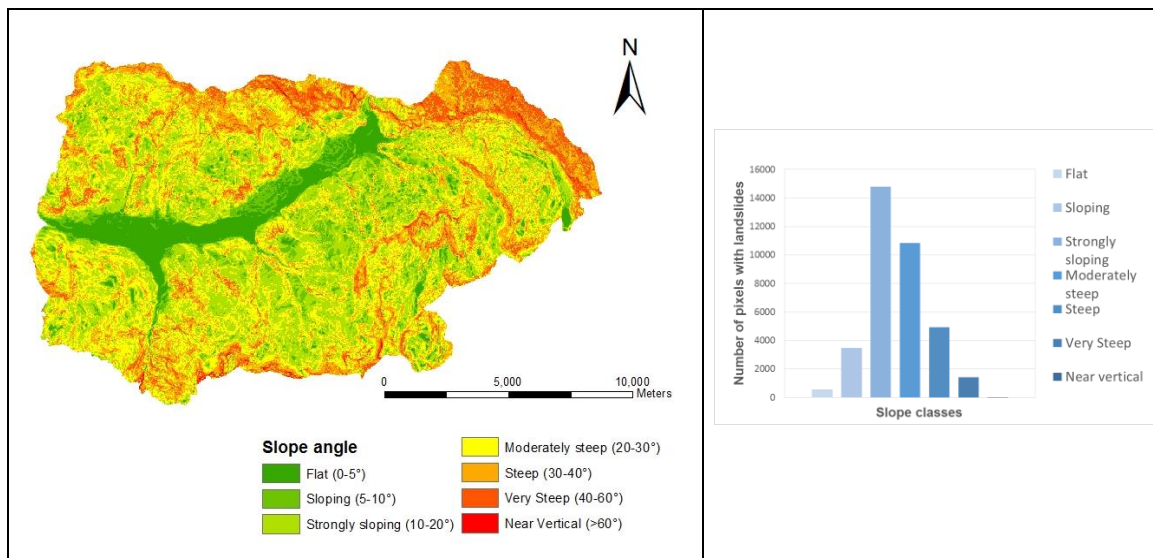 N
0
5,000
10,000
Meters
Slope angle
Flat (0-5°)
Sloping (5-10°)
Strongly sloping (10-20°)
Moderately steep (20-30°)
Steep (30-40°)
Very Steep (40-60°)
Near Vertical (>60°)
Number of pixels with landslides
16000
14000
12000
10000
8000
6000
4000
2000
0
Slope classes
Flat
Sloping
Strongly
sloping
Moderately
steep
Steep
Very Steep
Near vertical